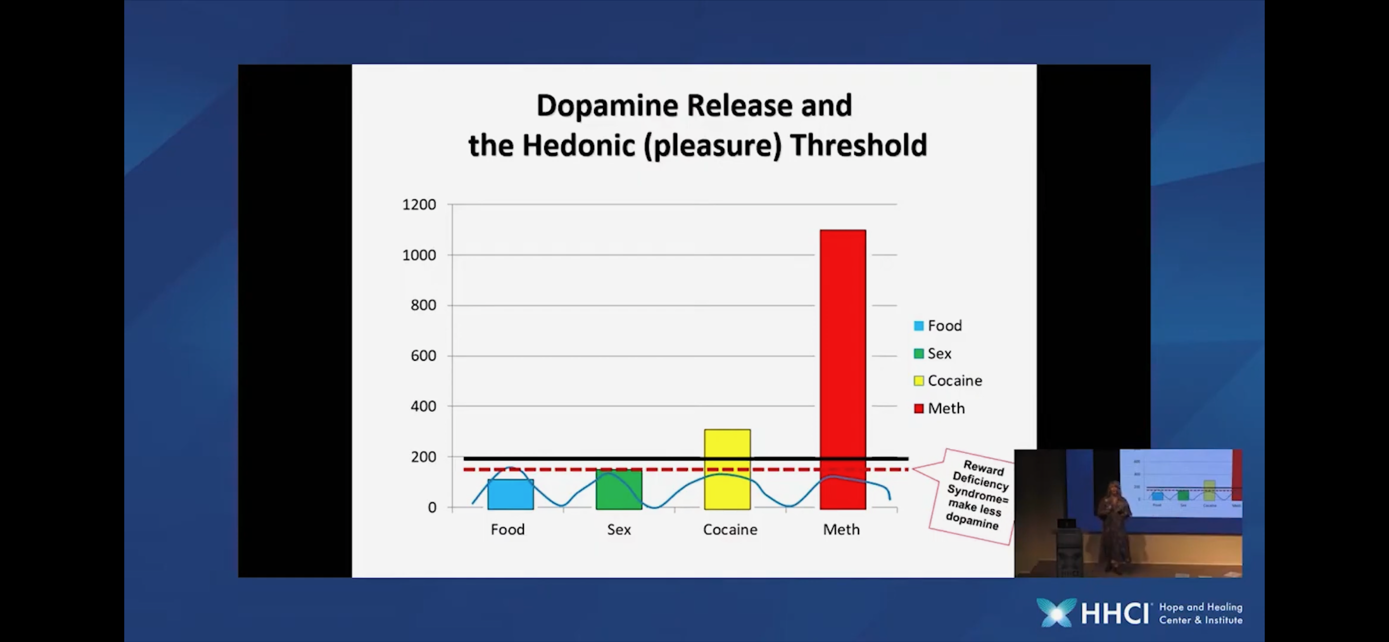 Dopamine Release and
the Hedonic (pleasure) Threshold
1200
1000
800
600
400
200
0
Food
Sex
Cocaine
Meth
Food
Sex
Cocaine
Meth
Reward
Deficiency
Syndrome=
make less
dopamine
HHCI
Hope and Healing
Center & Institute